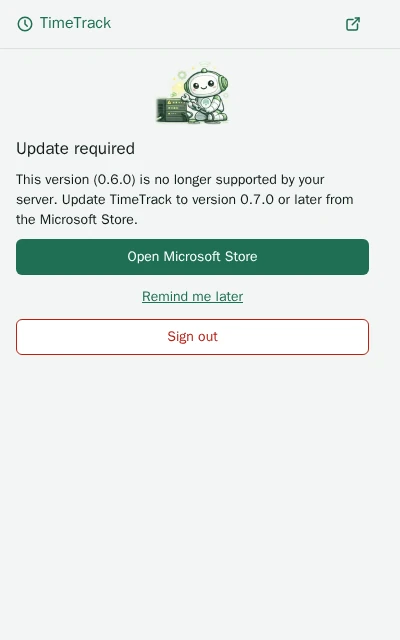 TimeTrack
Update required
This version (0.6.0) is no longer supported by your
server. Update TimeTrack to version 0.7.0 or later from
the Microsoft Store.
Open Microsoft Store
Remind me later
Sign out